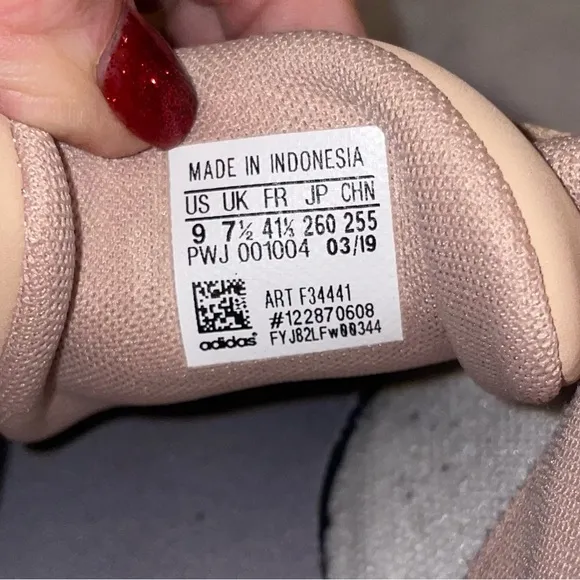 MADE IN INDONESIA
US UK FR JP CHN
9 7½ 41⅓ 260 255
PWJ 001004 03/19
ART F34441
#122870608
adidas FYJ82LFw00344